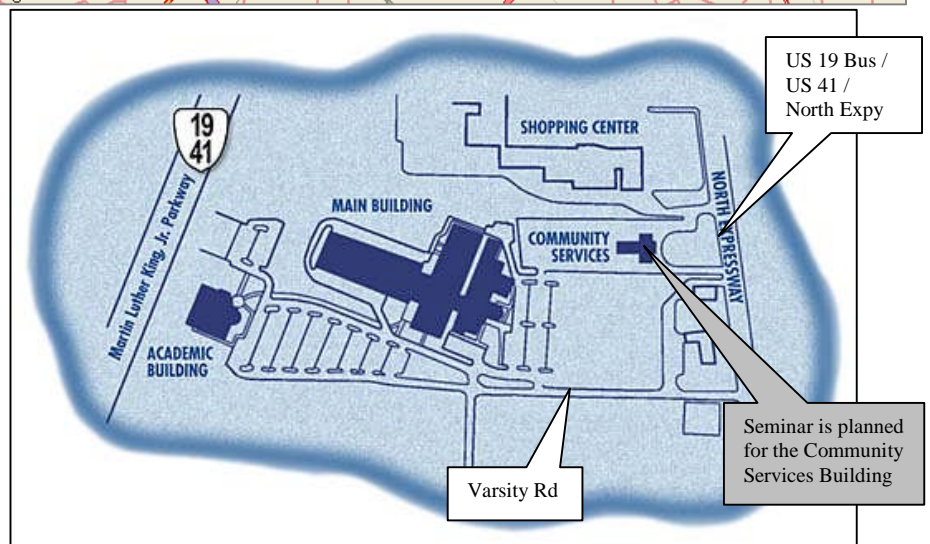 US 19 Bus /
US 41 /
North Expy
19
41
SHOPPING CENTER
Martin Luther King, Jr. Parkway
MAIN BUILDING
NORTH EXPRESSWAY
COMMUNITY
SERVICES
ACADEMIC
BUILDING
Seminar is planned
for the Community
Services Building
Varsity Rd